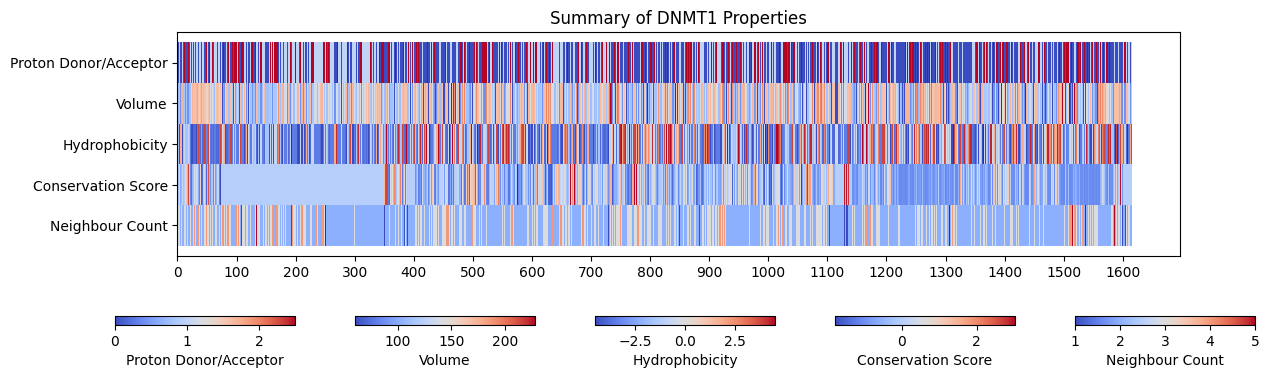 Summary of DNMT1 Properties
Proton Donor/Acceptor
Volume
Hydrophobicity
Conservation Score
Neighbour Count
0 100 200 300 400 500 600 700 800 900 1000 1100 1200 1300 1400 1500 1600
0 1 2
100 150 200
−2.5 0.0 2.5
0 2
1 2 3 4 5
Proton Donor/Acceptor
Volume
Hydrophobicity
Conservation Score
Neighbour Count